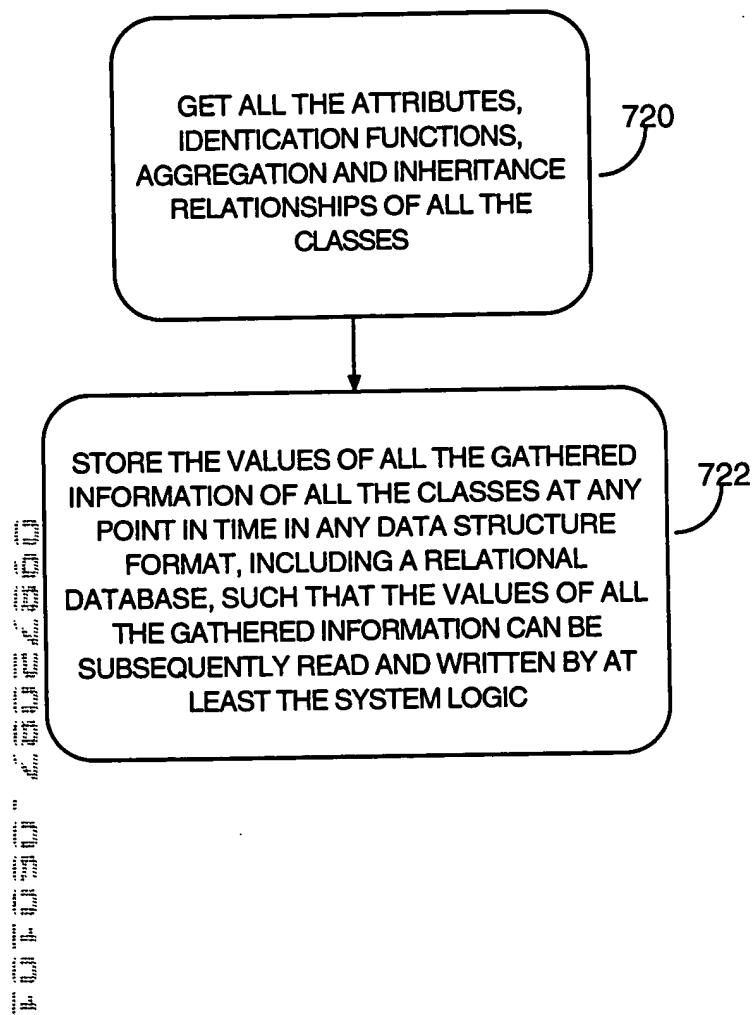 GET ALL THE ATTRIBUTES,
IDENTICATION FUNCTIONS,
AGGREGATION AND INHERITANCE
RELATIONSHIPS OF ALL THE
CLASSES
720
STORE THE VALUES OF ALL THE GATHERED
INFORMATION OF ALL THE CLASSES AT ANY
POINT IN TIME IN ANY DATA STRUCTURE
FORMAT, INCLUDING A RELATIONAL
DATABASE, SUCH THAT THE VALUES OF ALL
THE GATHERED INFORMATION CAN BE
SUBSEQUENTLY READ AND WRITTEN BY AT
LEAST THE SYSTEM LOGIC
722